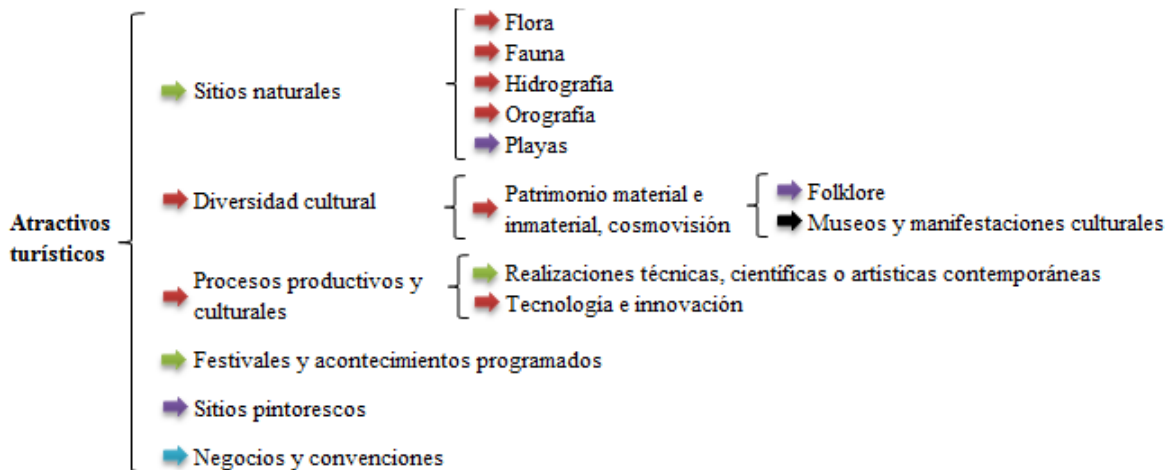 Atractivos
turísticos
Sitios naturales
Flora
Fauna
Hidrografía
Orografía
Playas
Diversidad cultural
Patrimonio material e
inmaterial, cosmovisión
Folklore
Museos y manifestaciones culturales
Procesos productivos y
culturales
Realizaciones técnicas, científicas o artísticas contemporáneas
Tecnología e innovación
Festivales y acontecimientos programados
Sitios pintorescos
Negocios y convenciones